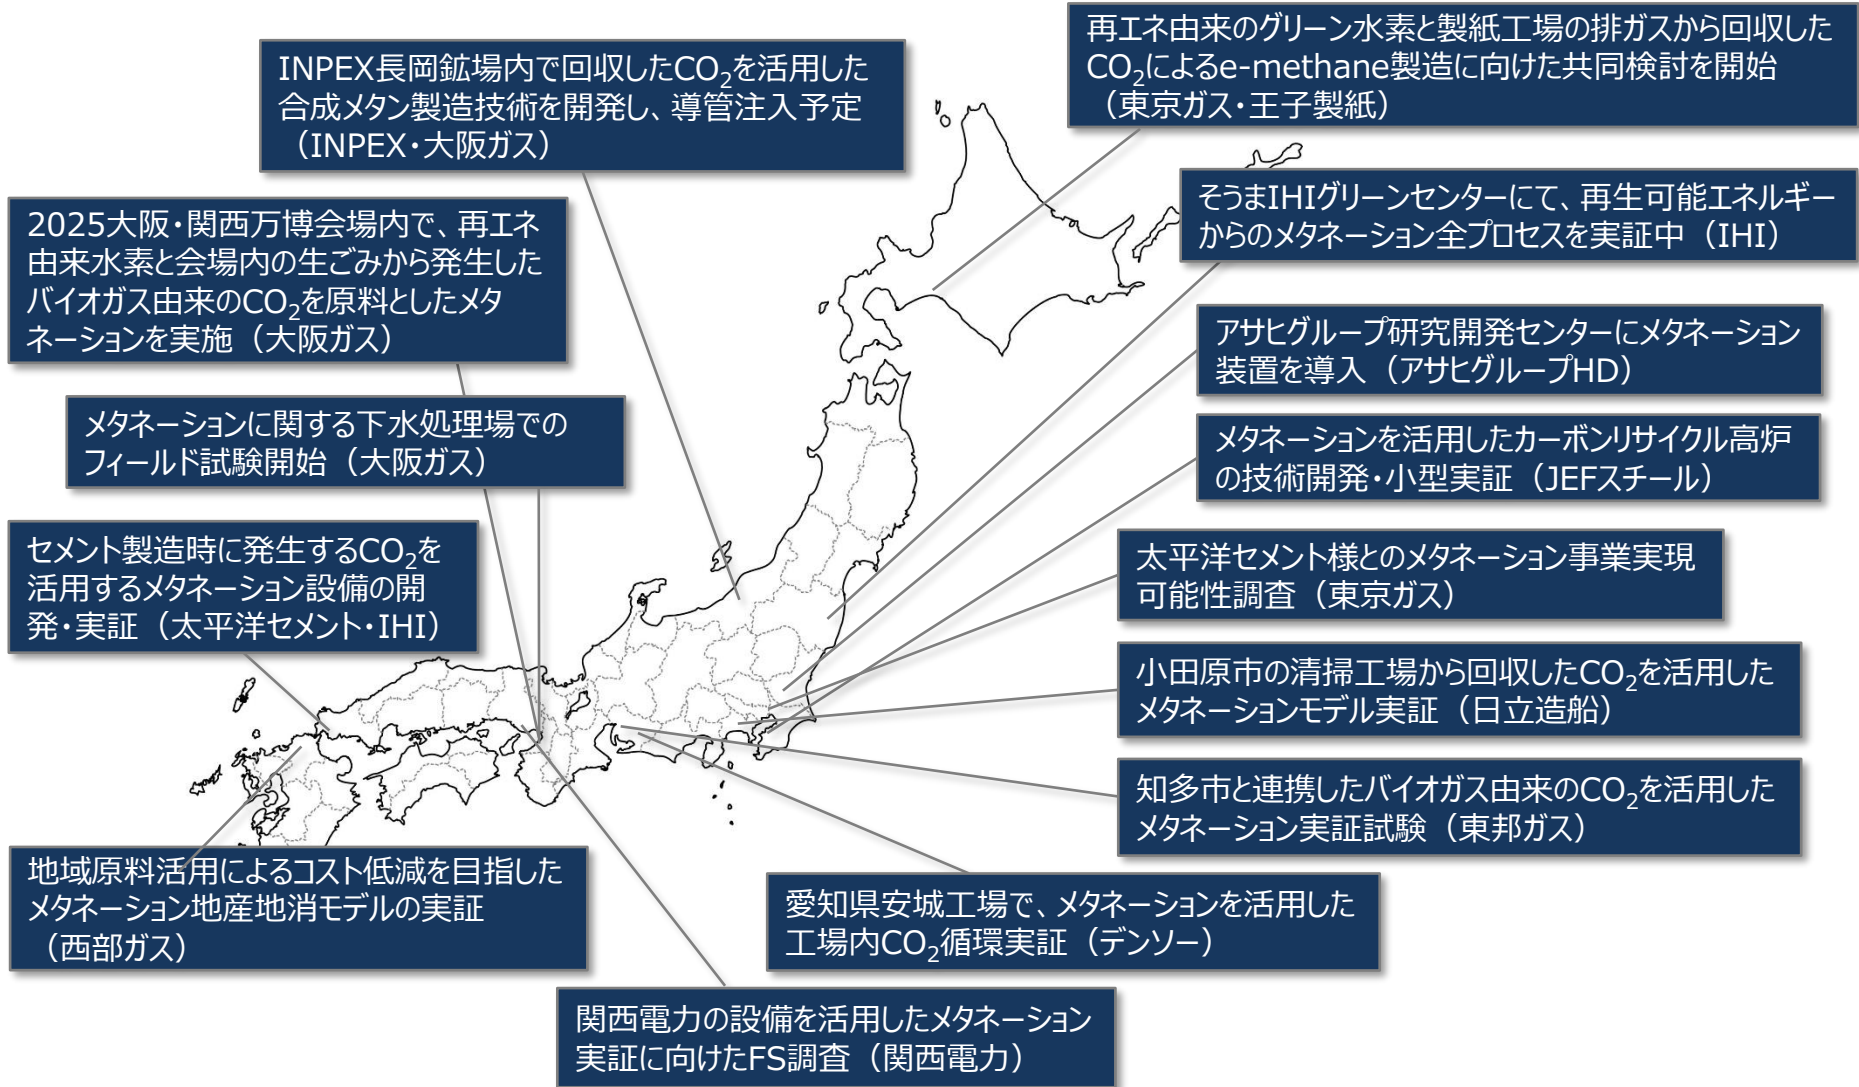 INPEX長岡鉱場内で回収したCO₂を活用した
合成メタン製造技術を開発し、導管注入予定
（INPEX・大阪ガス）
再エネ由来のグリーン水素と製紙工場の排ガスから回収した
CO₂によるe-methane製造に向けた共同検討を開始
（東京ガス・王子製紙）
2025大阪・関西万博会場内で、再エネ
由来水素と会場内の生ごみから発生した
バイオガス由来のCO₂を原料としたメタ
ネーションを実施（大阪ガス）
そうまIHIグリーンセンターにて、再生可能エネルギー
からのメタネーション全プロセスを実証中（IHI）
アサヒグループ研究開発センターにメタネーション
装置を導入（アサヒグループHD）
メタネーションに関する下水処理場での
フィールド試験開始（大阪ガス）
メタネーションを活用したカーボンリサイクル高炉
の技術開発・小型実証（JEFスチール）
セメント製造時に発生するCO₂を
活用するメタネーション設備の開
発・実証（太平洋セメント・IHI）
太平洋セメント様とのメタネーション事業実現
可能性調査（東京ガス）
小田原市の清掃工場から回収したCO₂を活用した
メタネーションモデル実証（日立造船）
知多市と連携したバイオガス由来のCO₂を活用した
メタネーション実証試験（東邦ガス）
地域原料活用によるコスト低減を目指した
メタネーション地産地消モデルの実証
（西部ガス）
愛知県安城工場で、メタネーションを活用した
工場内CO₂循環実証（デンソー）
関西電力の設備を活用したメタネーション
実証に向けたFS調査（関西電力）